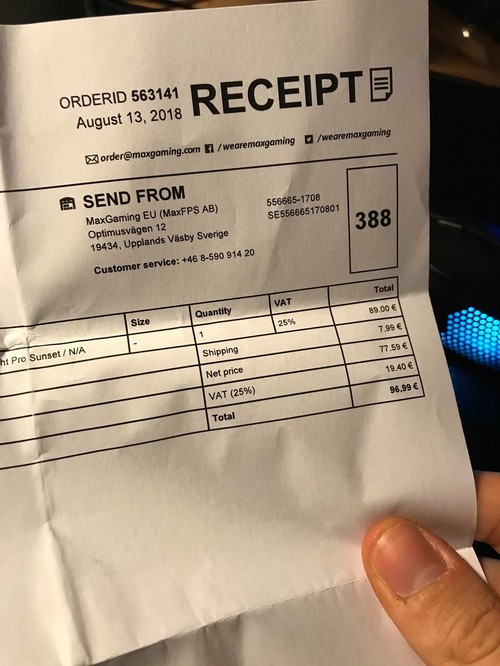 ORDERID 563141
August 13, 2018
RECEIPT
order@maxgaming.com /wearemaxgaming /wearemaxgaming
SEND FROM
MaxGaming EU (MaxFPS AB)
Optimusvägen 12
19434, Upplands Väsby Sverige
Customer service: +46 8-590 914 20
556665-1708
SE556665170801
388
Size Quantity VAT Total
ht Pro Sunset / N/A - 1 25% 89.00 €
Shipping 7.99 €
Net price 77.59 €
VAT (25%) 19.40 €
Total 96.99 €